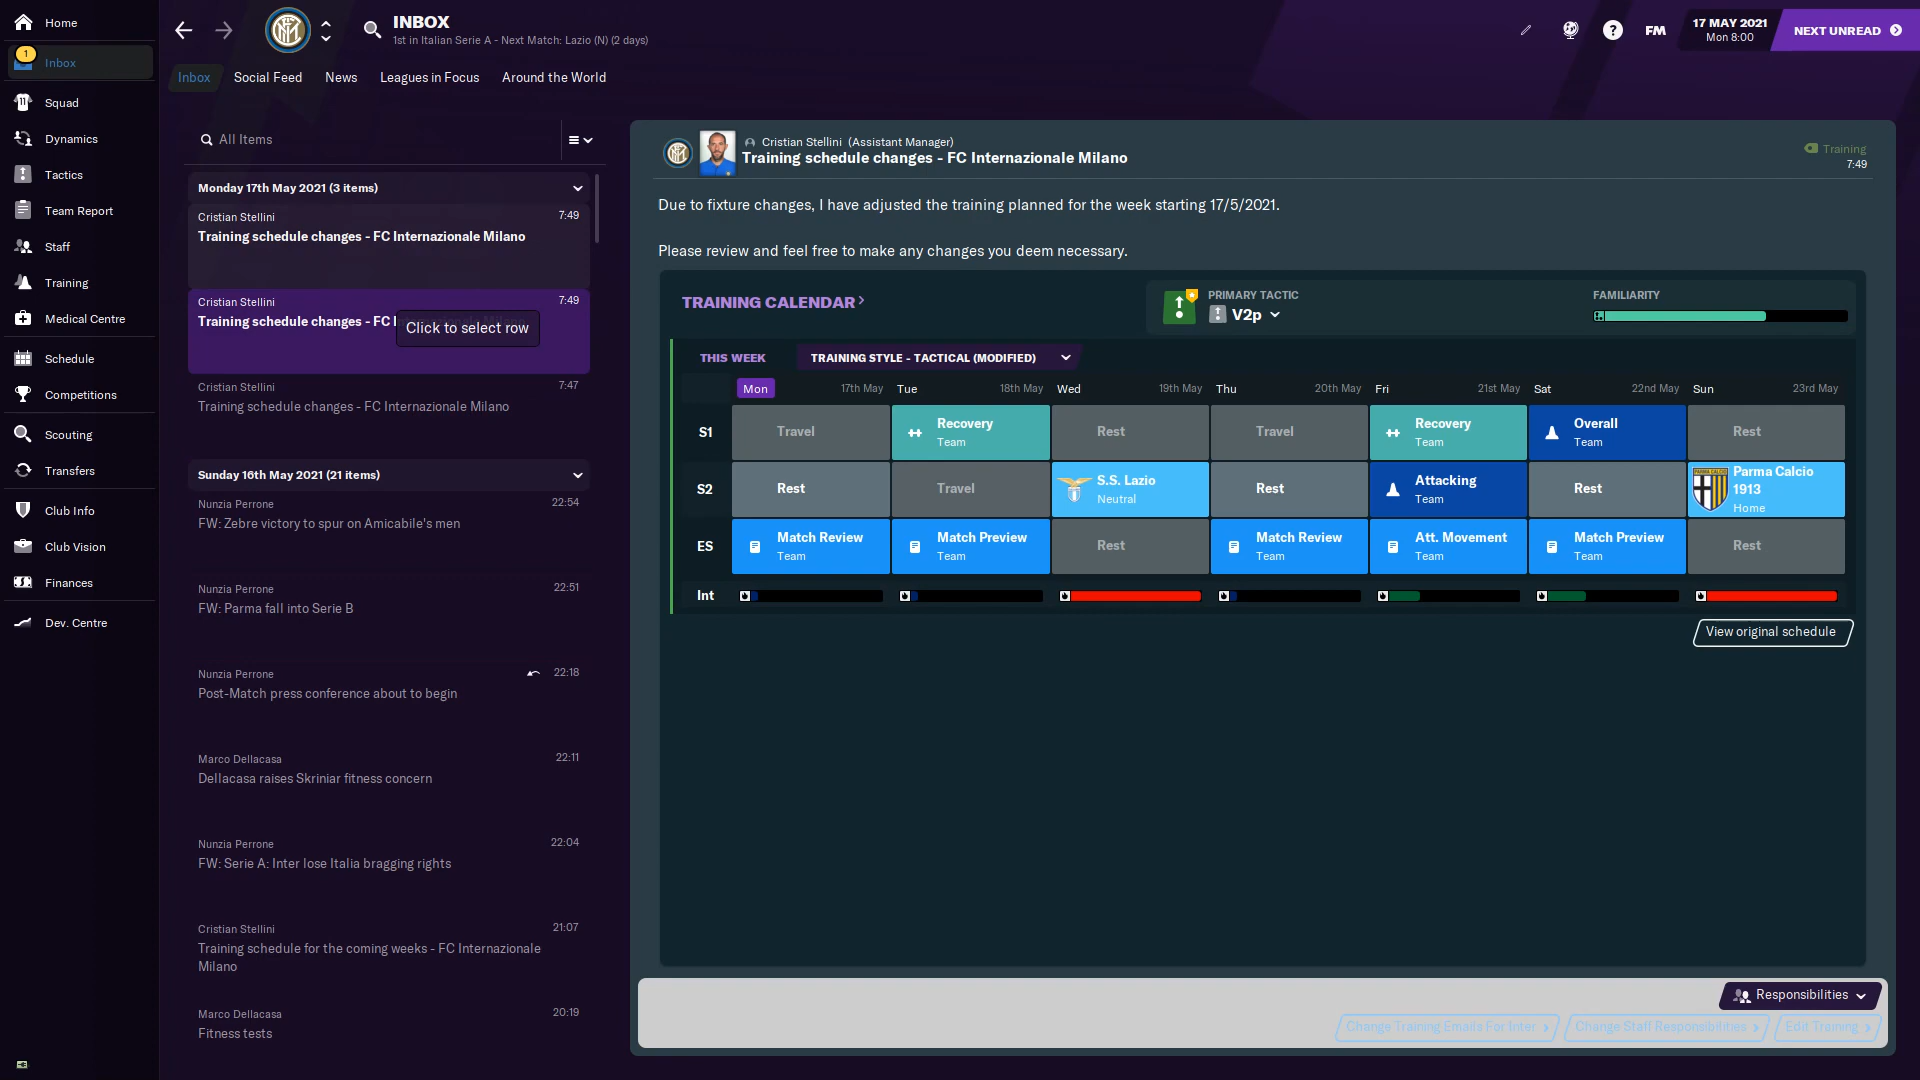 Home
1
Inbox
Squad
Dynamics
Tactics
Team Report
Staff
Training
Medical Centre
Schedule
Competitions
Scouting
Transfers
Club Info
Club Vision
Finances
Dev. Centre
INBOX
1st in Italian Serie A - Next Match: Lazio (N) (2 days)
FM
17 MAY 2021
Mon 8:00
NEXT UNREAD
Inbox
Social Feed
News
Leagues in Focus
Around the World
All Items
Monday 17th May 2021 (3 items)
Cristian Stellini 7:49
Training schedule changes - FC Internazionale Milano
Cristian Stellini 7:49
Training schedule changes - FC I
Click to select row
Cristian Stellini 7:47
Training schedule changes - FC Internazionale Milano
Sunday 16th May 2021 (21 items)
Nunzia Perrone 22:54
FW: Zebre victory to spur on Amicabile's men
Nunzia Perrone 22:51
FW: Parma fall into Serie B
Nunzia Perrone 22:18
Post-Match press conference about to begin
Marco Dellacasa 22:11
Dellacasa raises Skriniar fitness concern
Nunzia Perrone 22:04
FW: Serie A: Inter lose Italia bragging rights
Cristian Stellini 21:07
Training schedule for the coming weeks - FC Internazionale
Milano
Marco Dellacasa 20:19
Fitness tests
Cristian Stellini (Assistant Manager)
Training schedule changes - FC Internazionale Milano
Training
7:49
Due to fixture changes, I have adjusted the training planned for the week starting 17/5/2021.
Please review and feel free to make any changes you deem necessary.
TRAINING CALENDAR
PRIMARY TACTIC
V2p
FAMILIARITY
THIS WEEK
TRAINING STYLE - TACTICAL (MODIFIED)
Mon 17th May Tue 18th May Wed 19th May Thu 20th May Fri 21st May Sat 22nd May Sun 23rd May
S1
Travel
Recovery
Team
Rest
Travel
Recovery
Team
Overall
Team
Rest
S2
Rest
Travel
S.S. Lazio
Neutral
Rest
Attacking
Team
Rest
Parma Calcio
1913
Home
ES
Match Review
Team
Match Preview
Team
Rest
Match Review
Team
Att. Movement
Team
Match Preview
Team
Rest
Int
View original schedule
Responsibilities
Change Training Emails For Inter
Change Staff Responsibilities
Edit Training